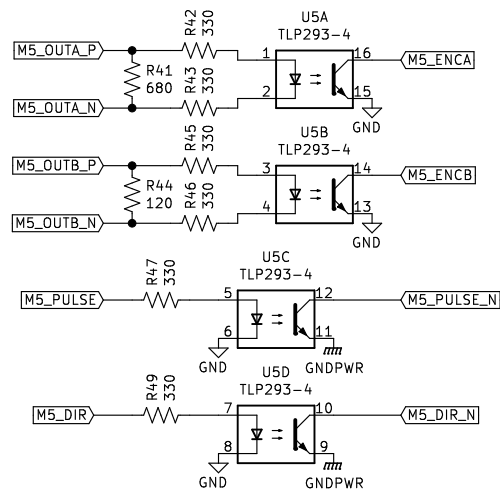 R42
330
U5A
TLP293-4
M5_OUTA_P
1
16
M5_ENCA
R41
680
R43
330
2
15
M5_OUTA_N
GND
R45
330
U5B
TLP293-4
M5_OUTB_P
3
14
M5_ENCB
R44
120
R46
330
4
13
M5_OUTB_N
GND
R47
330
U5C
TLP293-4
M5_PULSE
5
12
M5_PULSE_N
6
11
GND
GNDPWR
R49
330
U5D
TLP293-4
M5_DIR
7
10
M5_DIR_N
8
9
GND
GNDPWR